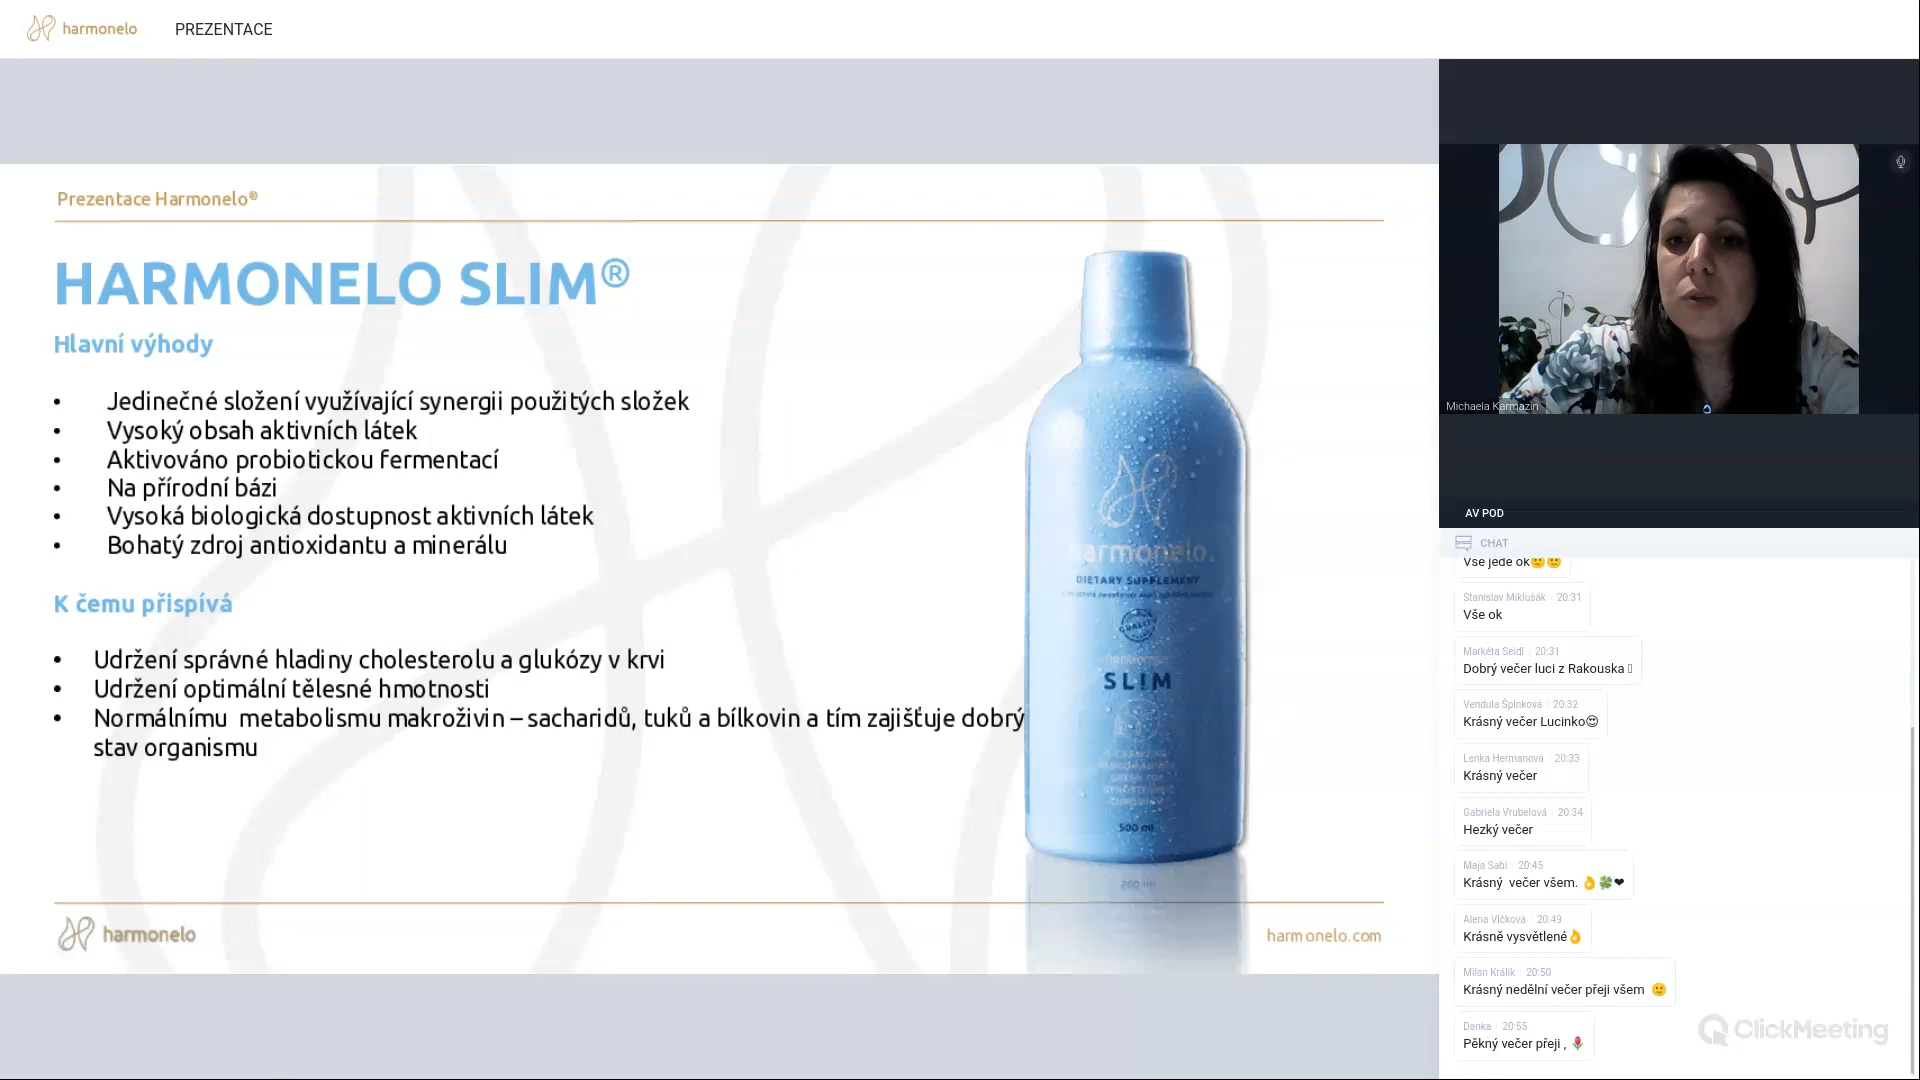 harmonelo
PREZENTACE
Prezentace Harmonelo®
HARMONELO SLIM®
Hlavní výhody
• Jedinečné složení využívající synergii použitých složek
• Vysoký obsah aktivních látek
• Aktivováno probiotickou fermentací
• Na přírodní bázi
• Vysoká biologická dostupnost aktivních látek
• Bohatý zdroj antioxidantu a minerálu
K čemu přispívá
• Udržení správné hladiny cholesterolu a glukózy v krvi
• Udržení optimální tělesné hmotnosti
• Normálnímu metabolismu makroživin – sacharidů, tuků a bílkovin a tím zajišťuje dobrý
stav organismu
harmonelo.
DIETARY SUPPLEMENT
QUALITY
SLIM
500 ml
harmonelo
harmonelo.com
Michaela Karmazin
AV POD
CHAT
Vše jede ok🙂🙂
Stanislav Miklušák 20:31
Vše ok
Markéta Seidl 20:31
Dobrý večer luci z Rakouska
Vendula Špinková 20:32
Krásný večer Lucinko😍
Lenka Hermanová 20:33
Krásný večer
Gabriela Vrubelová 20:34
Hezký večer
Maja Sabi 20:45
Krásný večer všem. 👌🍀❤
Alena Vlčková 20:49
Krásně vysvětlené👌
Milan Králík 20:50
Krásný nedělní večer přeji všem 🙂
Danka 20:55
Pěkný večer přeji , 🌷
ClickMeeting